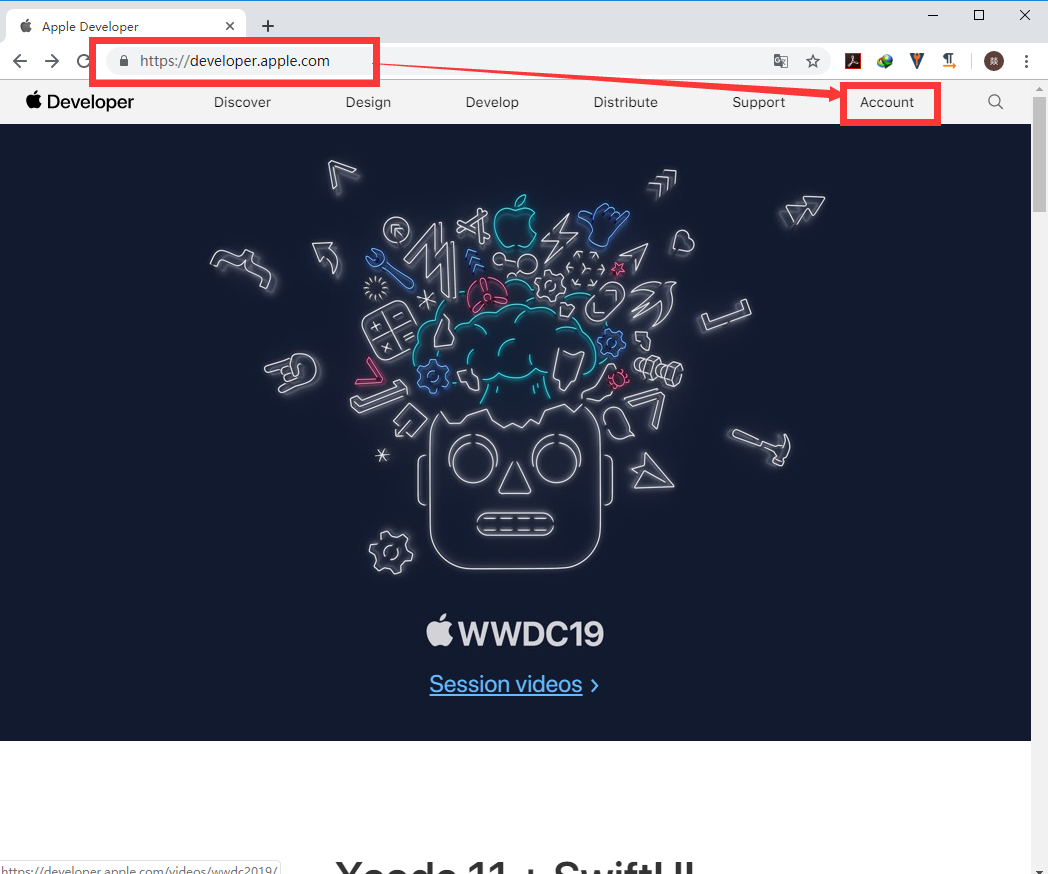 Apple Developer
https://developer.apple.com
Developer
Discover
Design
Develop
Distribute
Support
Account
WWDC19
Session videos ›
Xcode 11 + SwiftUI
https://developer.apple.com/videos/wwdc2019/